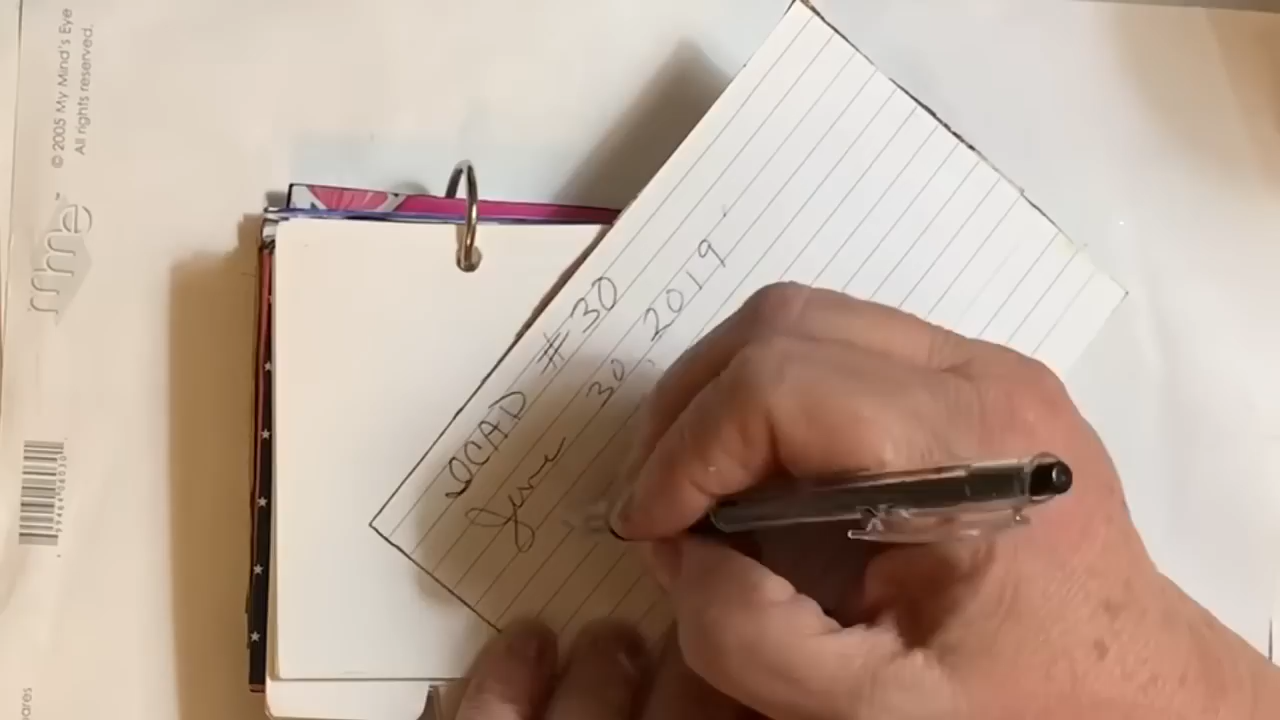 © 2005 My Mind's Eye
All rights reserved.
mme
ICAD #30
June 30, 2019